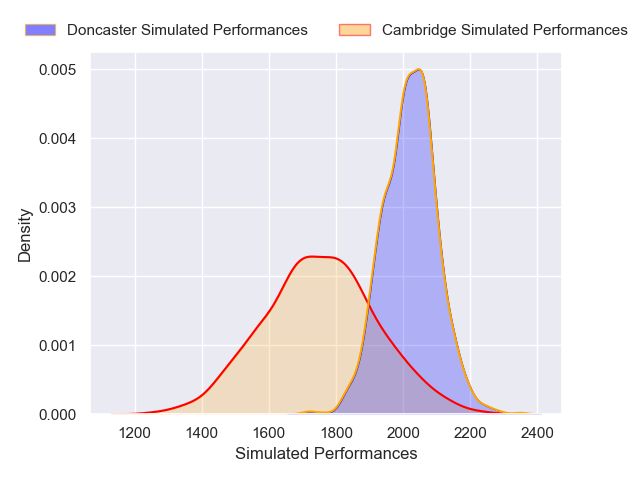 Doncaster Simulated Performances
Cambridge Simulated Performances
0.005
0.004
0.003
0.002
0.001
0.000
Density
1200 1400 1600 1800 2000 2200 2400
Simulated Performances